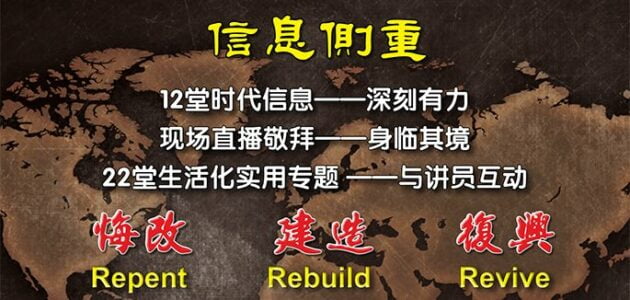 信息側重
12堂时代信息——深刻有力
现场直播敬拜——身临其境
22堂生活化实用专题 ——与讲员互动
悔改 建造 復興
Repent Rebuild Revive